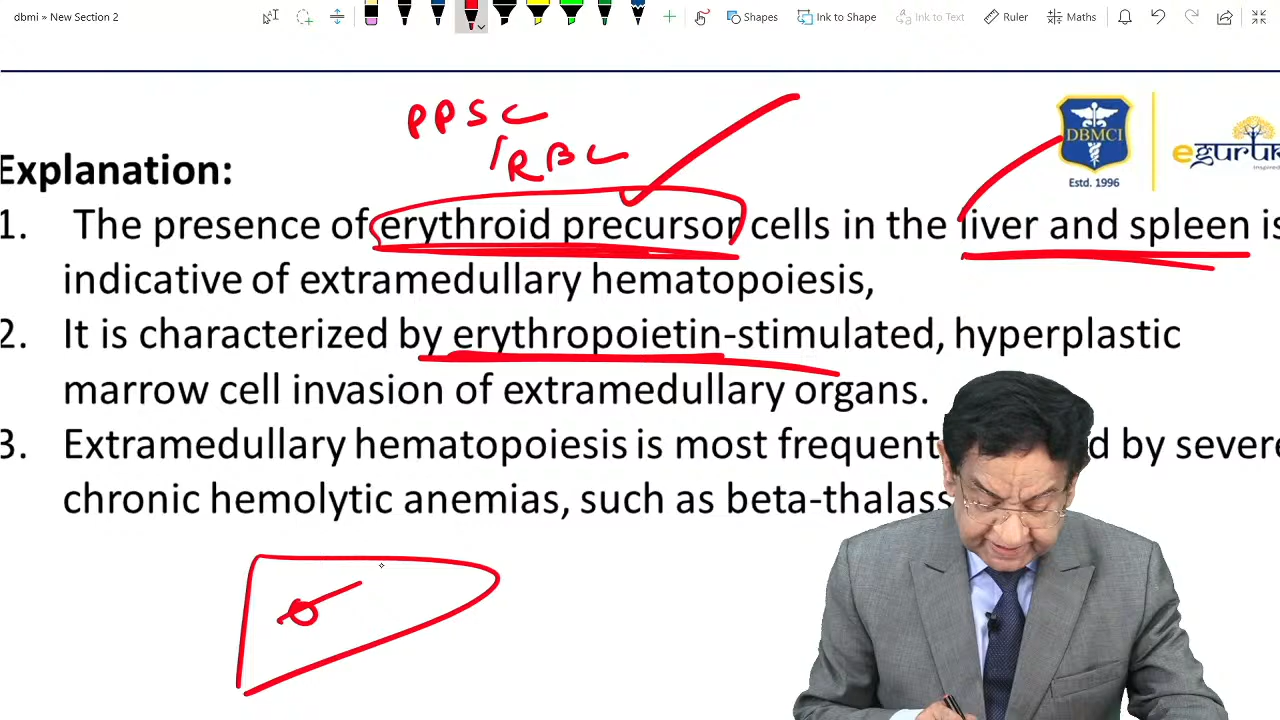 dbmi » New Section 2
Shapes
Ink to Shape
Ink to Text
Ruler
Maths
PPSC
RBC
DBMCI
Estd. 1996
eguruk
Explanation:
1. The presence of erythroid precursor cells in the liver and spleen is
indicative of extramedullary hematopoiesis,
2. It is characterized by erythropoietin-stimulated, hyperplastic
marrow cell invasion of extramedullary organs.
3. Extramedullary hematopoiesis is most frequent d by severe
chronic hemolytic anemias, such as beta-thalass